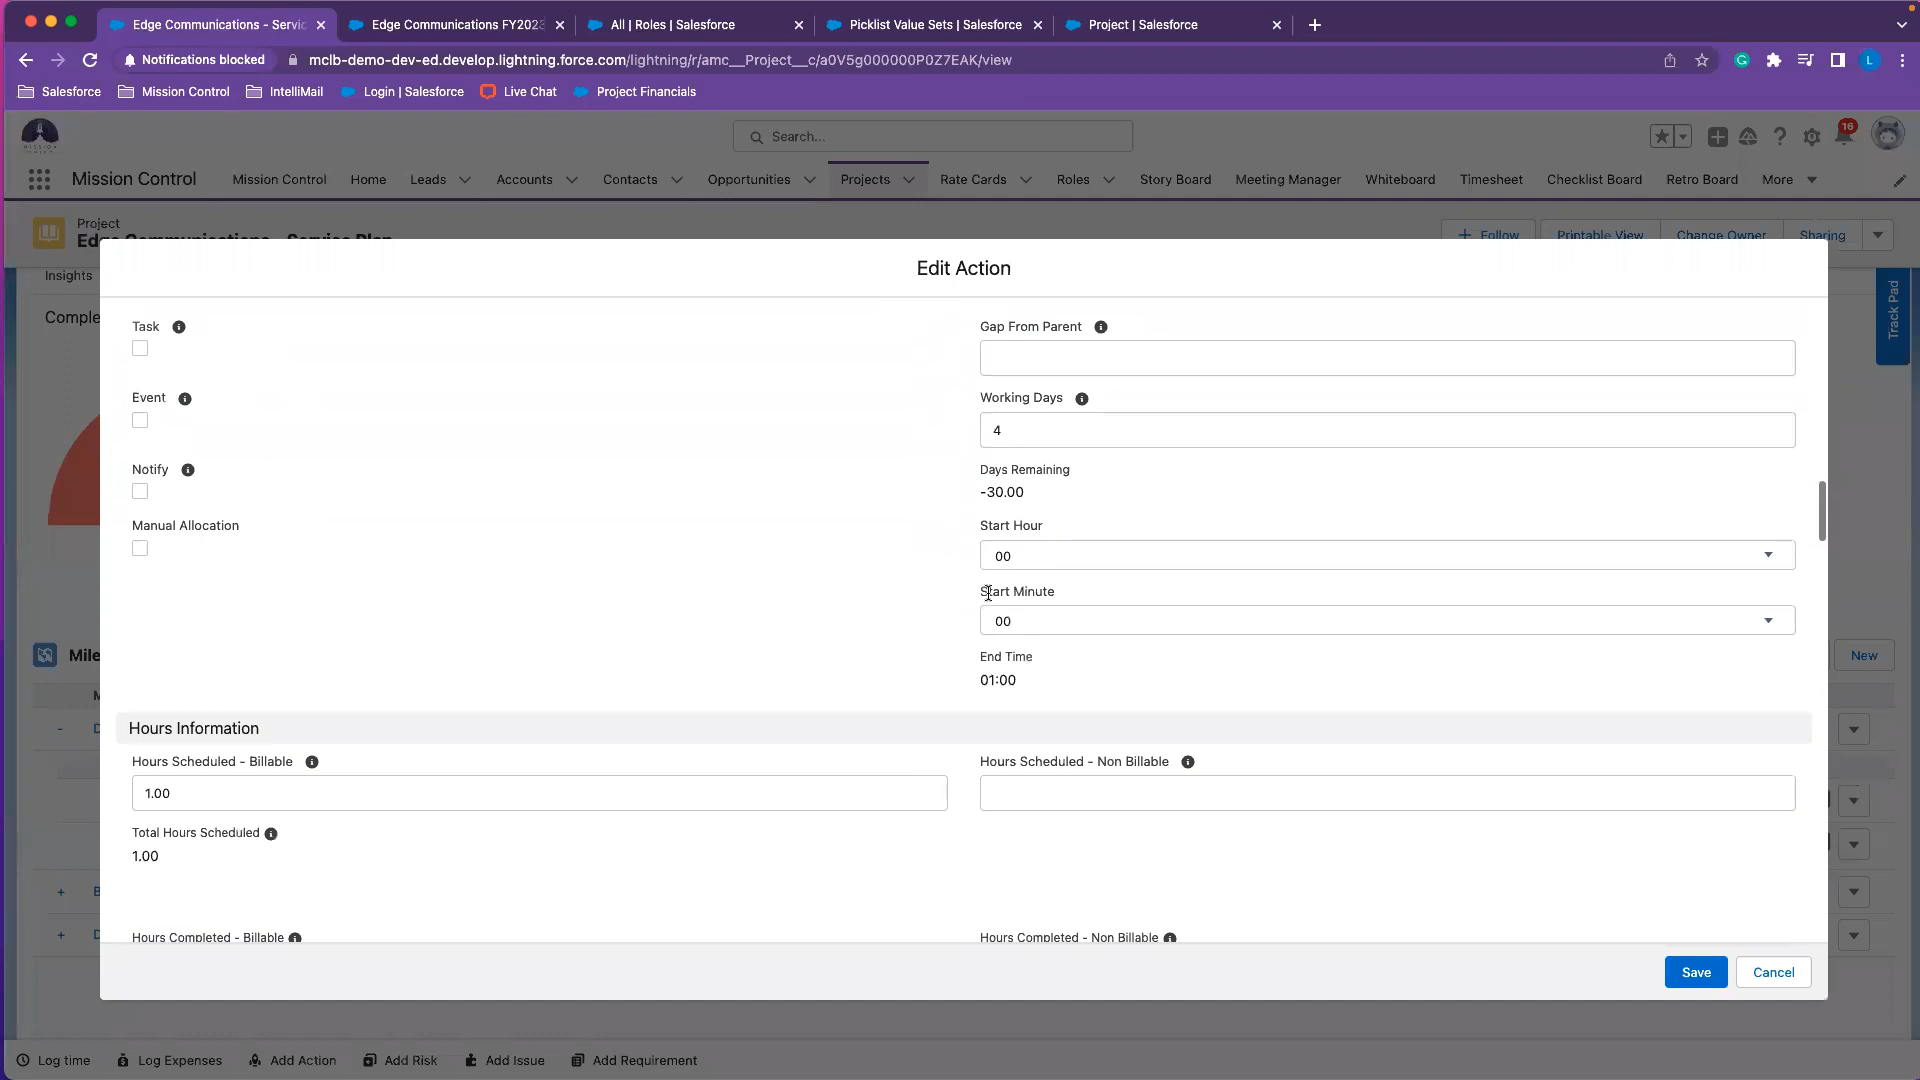 Edge Communications - Servic
Edge Communications FY2023
All | Roles | Salesforce
Picklist Value Sets | Salesforce
Project | Salesforce
Notifications blocked
mclb-demo-dev-ed.develop.lightning.force.com/lightning/r/amc__Project__c/a0V5g000000P0Z7EAK/view
G
L
Salesforce
Mission Control
IntelliMail
Login | Salesforce
Live Chat
Project Financials
Search...
16
Mission Control
Mission Control
Home
Leads
Accounts
Contacts
Opportunities
Projects
Rate Cards
Roles
Story Board
Meeting Manager
Whiteboard
Timesheet
Checklist Board
Retro Board
More
Project
Edge Communications - Service Plan
+ Follow
Printable View
Change Owner
Sharing
Insights
Comple
Track Pad
Edit Action
Task
Gap From Parent
Event
Working Days
4
Notify
Days Remaining
-30.00
Manual Allocation
Start Hour
00
Start Minute
00
End Time
01:00
Mile
New
M
- D
Hours Information
Hours Scheduled - Billable
1.00
Hours Scheduled - Non Billable
Total Hours Scheduled
1.00
+ B
+ D
Hours Completed - Billable
Hours Completed - Non Billable
Save
Cancel
Log time
Log Expenses
Add Action
Add Risk
Add Issue
Add Requirement